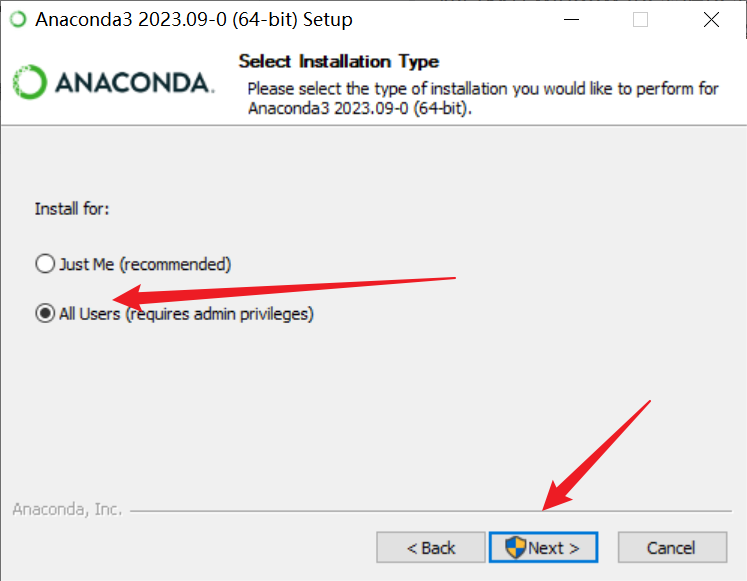 Anaconda3 2023.09-0 (64-bit) Setup
ANACONDA.
Select Installation Type
Please select the type of installation you would like to perform for
Anaconda3 2023.09-0 (64-bit).
Install for:
Just Me (recommended)
All Users (requires admin privileges)
Anaconda, Inc.
< Back
Next >
Cancel